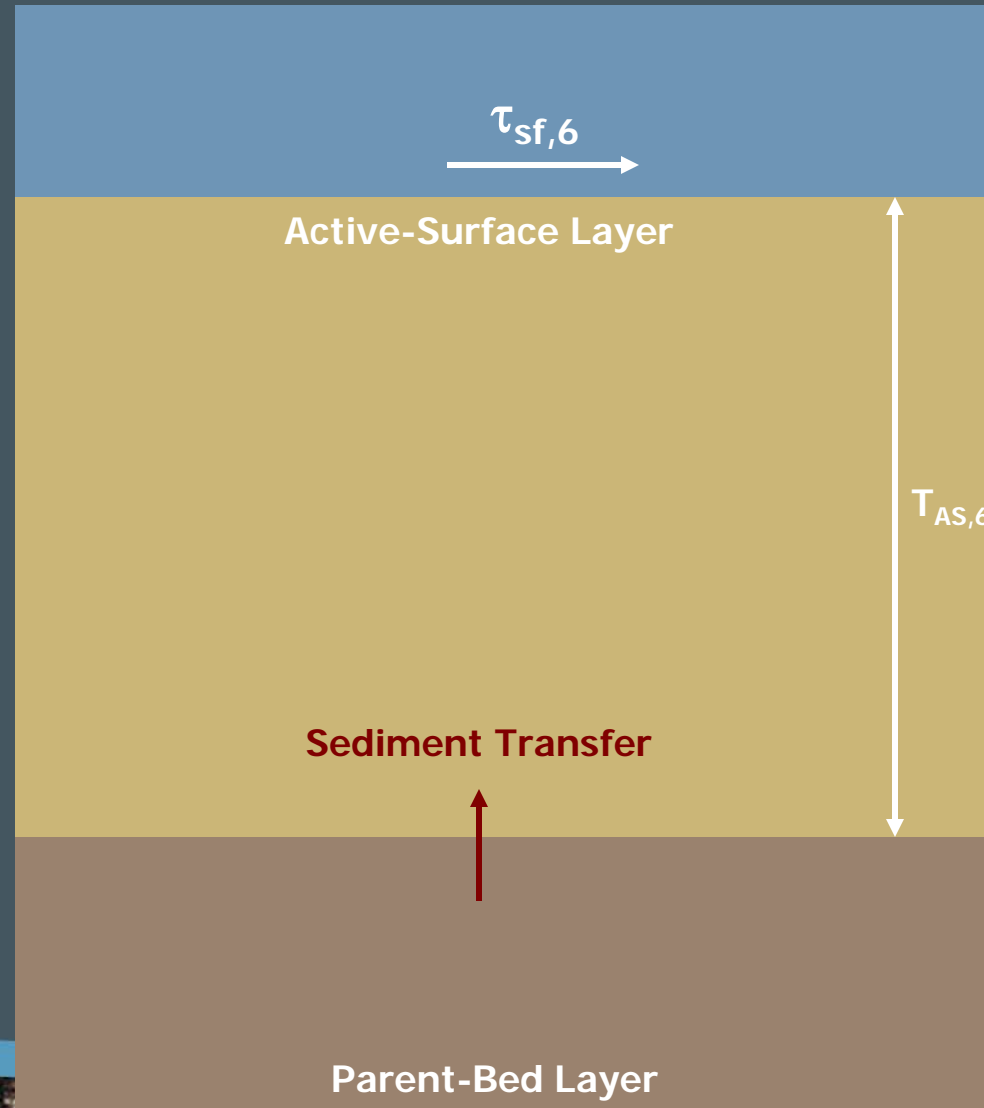 τsf,6
Active-Surface Layer
TAS,6
Sediment Transfer
Parent-Bed Layer